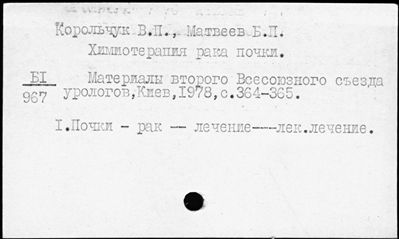 Корольчук В.П., Матвеев Б.П.
Химиотерапия рака почки.
БI Материалы второго Всесоюзного съезда
967 урологов,Киев,I978,с.364-365.
I.Почки - рак — лечение---лек.лечение.